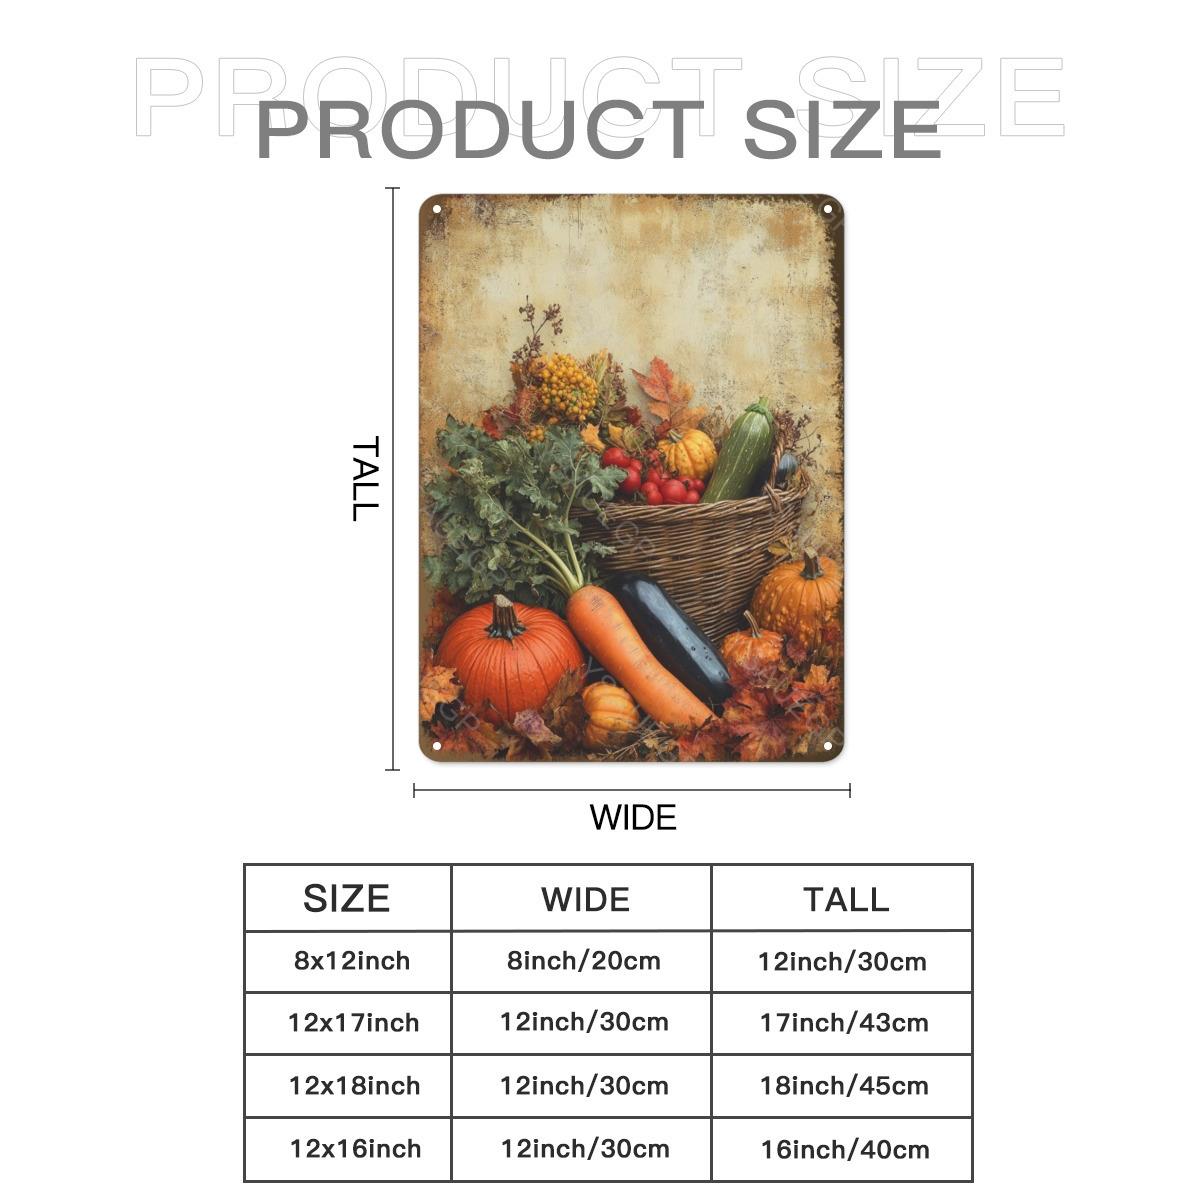 PRODUCT SIZE
PRODUCT SIZE
TALL
WIDE
SIZE WIDE TALL
8x12inch 8inch/20cm 12inch/30cm
12x17inch 12inch/30cm 17inch/43cm
12x18inch 12inch/30cm 18inch/45cm
12x16inch 12inch/30cm 16inch/40cm